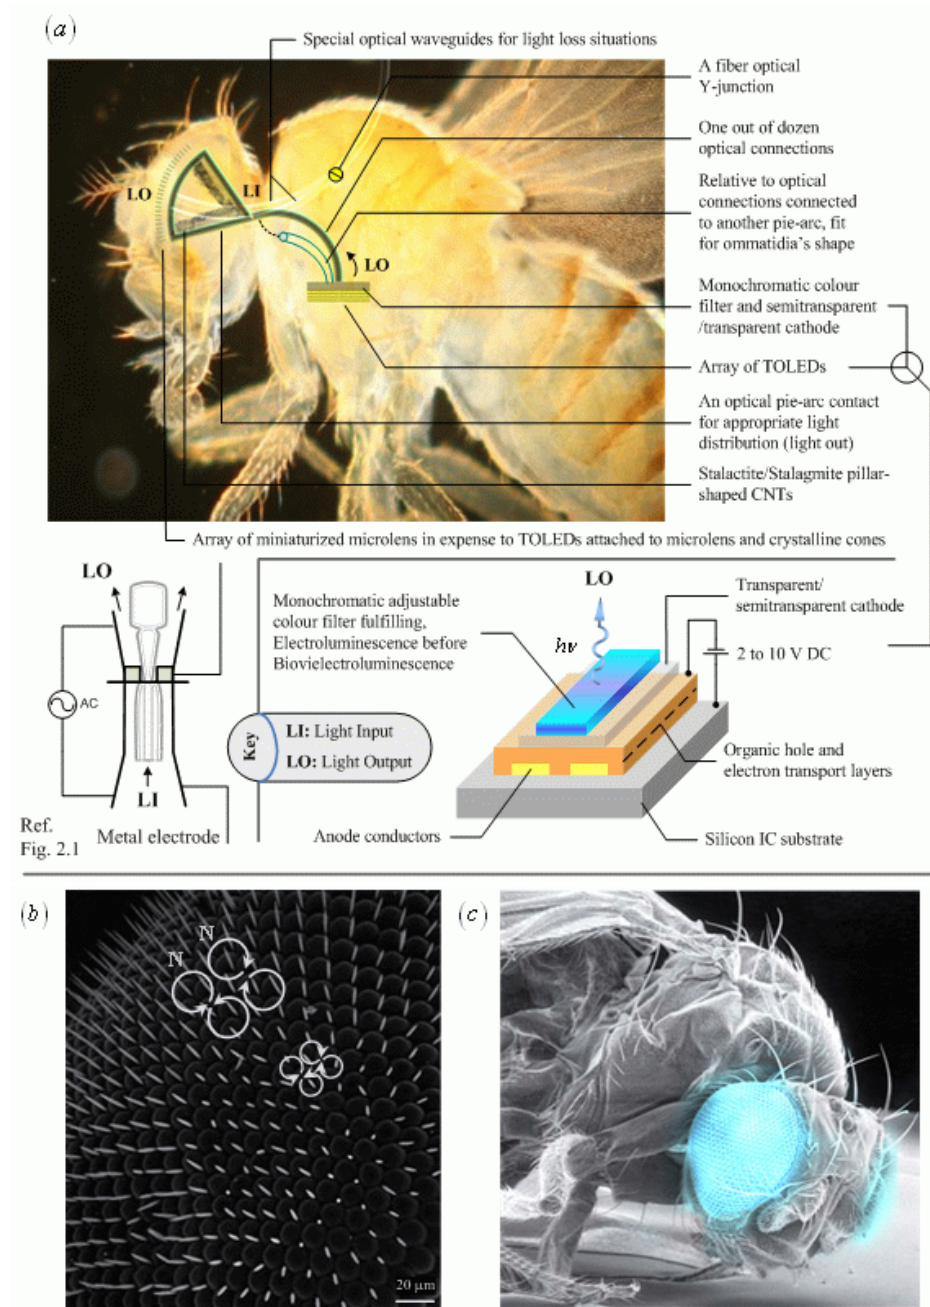 (a)
Special optical waveguides for light loss situations
A fiber optical
Y-junction
One out of dozen
optical connections
LO
LI
Relative to optical
connections connected
to another pie-arc, fit
for ommatidia's shape
LO
Monochromatic colour
filter and semitransparent
/transparent cathode
Array of TOLEDs
An optical pie-arc contact
for appropriate light
distribution (light out)
Stalactite/Stalagmite pillar-
shaped CNTs
Array of miniaturized microlens in expense to TOLEDs attached to microlens and crystalline cones
LO
AC
LI
Ref.
Fig. 2.1
Metal electrode
Monochromatic adjustable
colour filter fulfilling,
Electroluminescence before
Biovielectroluminescence
LO
hν
Transparent/
semitransparent cathode
2 to 10 V DC
Key
LI: Light Input
LO: Light Output
Organic hole and
electron transport layers
Anode conductors
Silicon IC substrate
(b)
N
N
20 μm
(c)